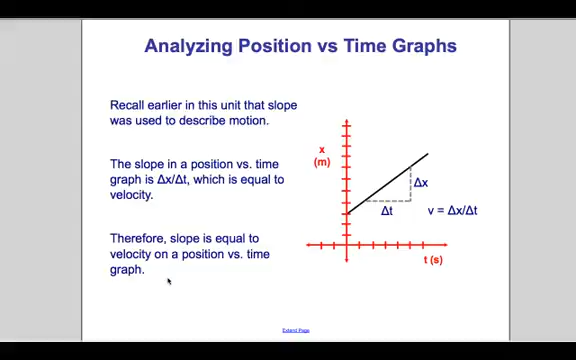 Analyzing Position vs Time Graphs
Recall earlier in this unit that slope
was used to describe motion.
The slope in a position vs. time
graph is Δx/Δt, which is equal to
velocity.
Therefore, slope is equal to
velocity on a position vs. time
graph.
x
(m)
Δx
Δt
v = Δx/Δt
t (s)
Extend Page